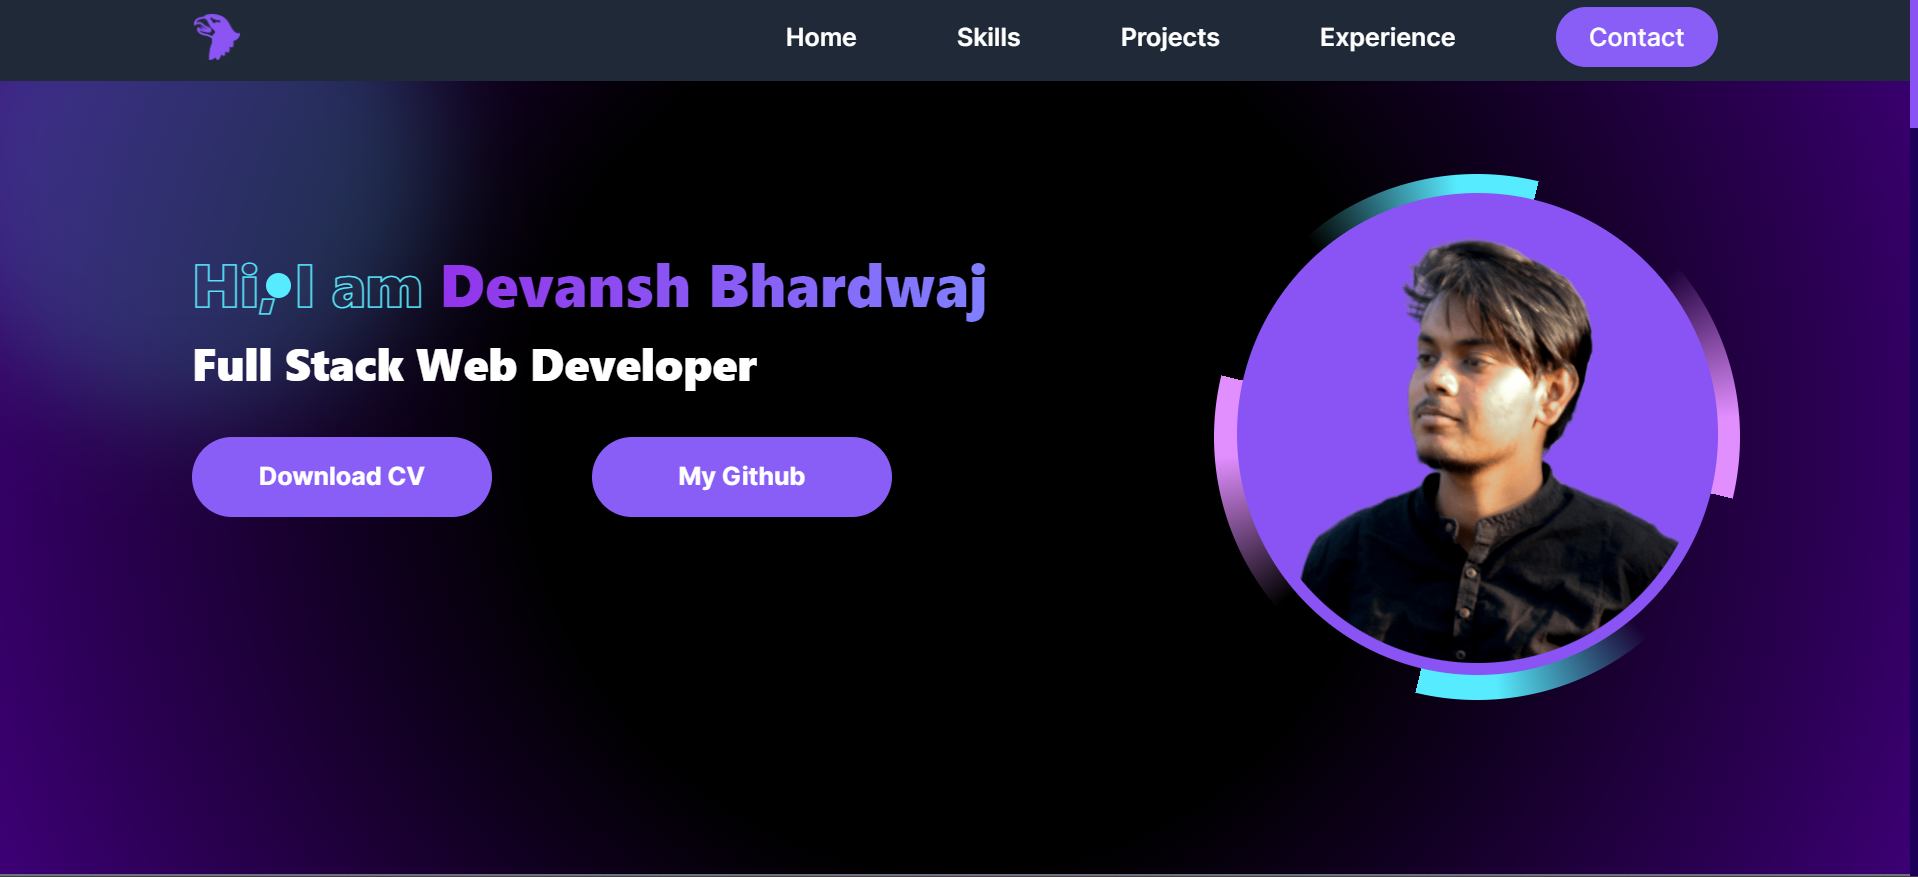 Home Skills Projects Experience Contact
Hi, I am Devansh Bhardwaj
Full Stack Web Developer
Download CV My Github